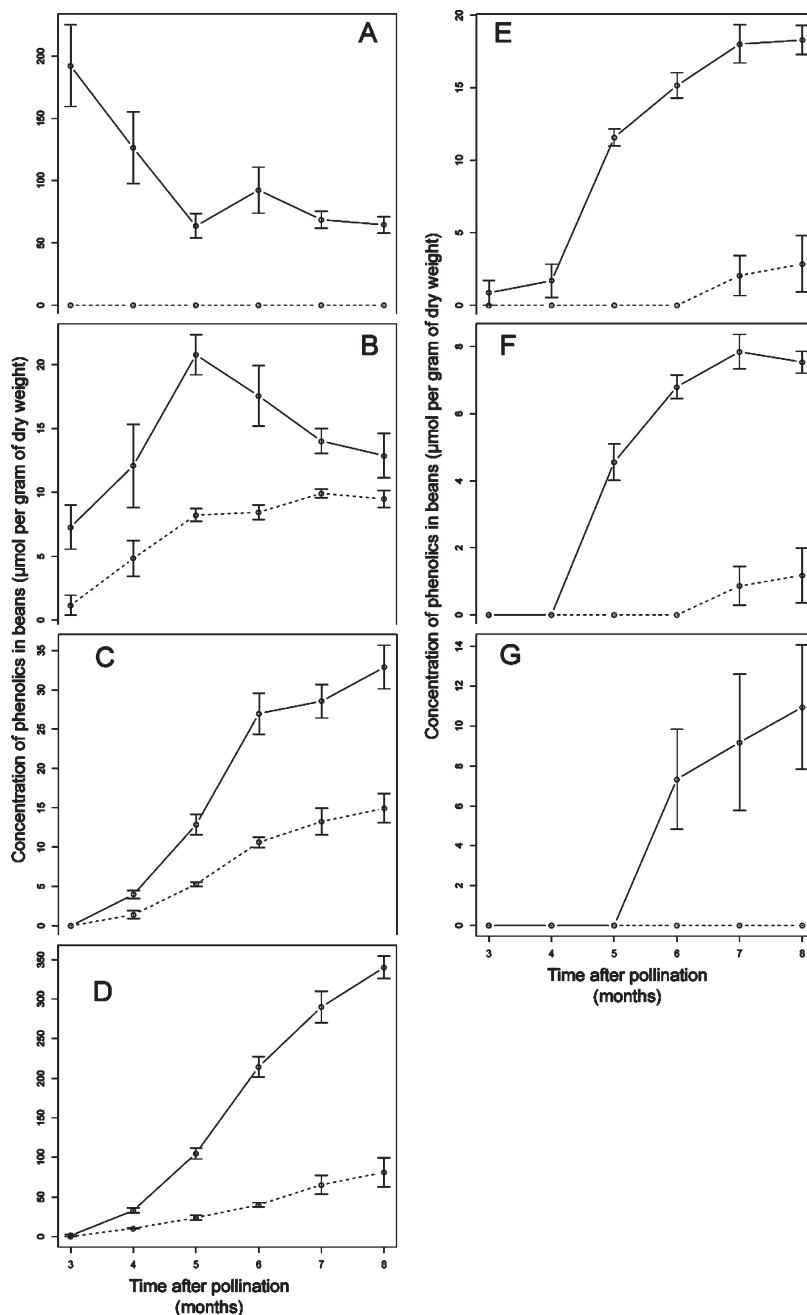 A
200
150
100
50
0
B
20
15
10
5
0
C
35
30
25
20
15
10
5
0
D
350
300
250
200
150
100
50
0
3 4 5 6 7 8
Time after pollination
(months)
Concentration of phenolics in beans (µmol per gram of dry weight)
E
20
15
10
5
0
F
8
6
4
2
0
G
14
12
10
8
6
4
2
0
3 4 5 6 7 8
Time after pollination
(months)
Concentration of phenolics in beans (µmol per gram of dry weight)